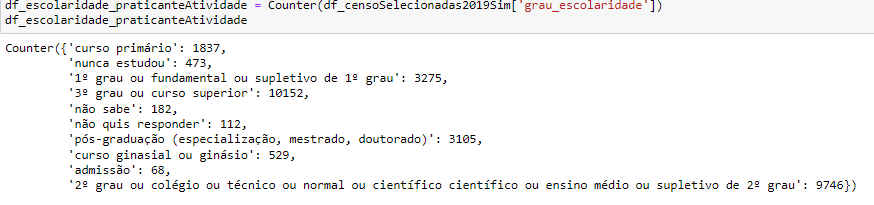 df_escolaridade_praticanteAtividade = Counter(df_censoSelecionadas2019Sim['grau_escolaridade'])
df_escolaridade_praticanteAtividade
Counter({'curso primário': 1837,
'nunca estudou': 473,
'1º grau ou fundamental ou supletivo de 1º grau': 3275,
'3º grau ou curso superior': 10152,
'não sabe': 182,
'não quis responder': 112,
'pós-graduação (especialização, mestrado, doutorado)': 3105,
'curso ginasial ou ginásio': 529,
'admissão': 68,
'2º grau ou colégio ou técnico ou normal ou científico científico ou ensino médio ou supletivo de 2º grau': 9746})